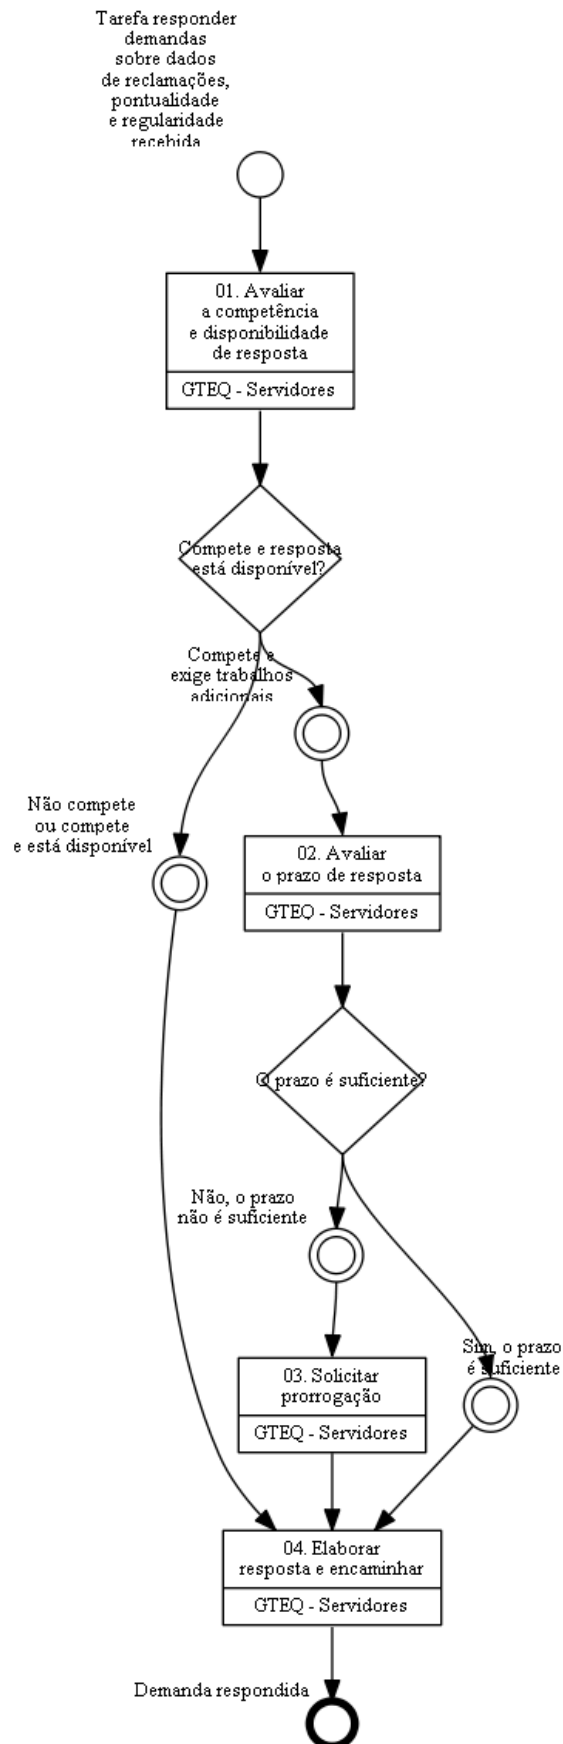 Tarefa responder
demandas
sobre dados
de reclamações,
pontualidade
e regularidade
recebida
01. Avaliar
a competência
e disponibilidade
de resposta
GTEQ - Servidores
Compete e resposta
está disponível?
Compete e
exige trabalhos
adicionais
Não compete
ou compete
e está disponível
02. Avaliar
o prazo de resposta
GTEQ - Servidores
O prazo é suficiente?
Não, o prazo
não é suficiente
Sim, o prazo
é suficiente
03. Solicitar
prorrogação
GTEQ - Servidores
04. Elaborar
resposta e encaminhar
GTEQ - Servidores
Demanda respondida